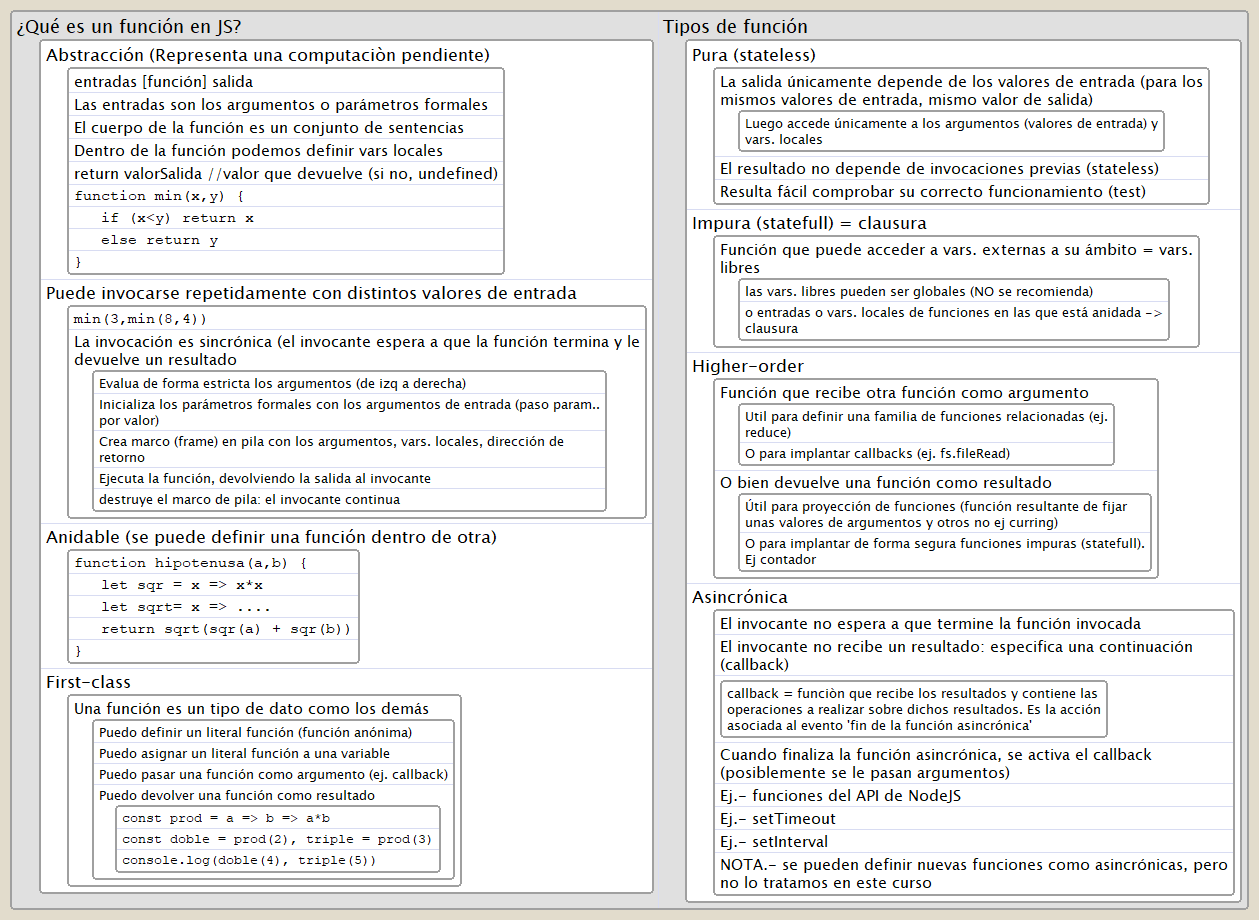 ¿Qué es un función en JS?
Abstracción (Representa una computaciòn pendiente)
entradas [función] salida
Las entradas son los argumentos o parámetros formales
El cuerpo de la función es un conjunto de sentencias
Dentro de la función podemos definir vars locales
return valorSalida //valor que devuelve (si no, undefined)
function min(x,y) {
if (x<y) return x
else return y
}
Puede invocarse repetidamente con distintos valores de entrada
min(3,min(8,4))
La invocación es sincrónica (el invocante espera a que la función termina y le
devuelve un resultado
Evalua de forma estricta los argumentos (de izq a derecha)
Inicializa los parámetros formales con los argumentos de entrada (paso param..
por valor)
Crea marco (frame) en pila con los argumentos, vars. locales, dirección de
retorno
Ejecuta la función, devolviendo la salida al invocante
destruye el marco de pila: el invocante continua
Anidable (se puede definir una función dentro de otra)
function hipotenusa(a,b) {
let sqr = x => x*x
let sqrt= x => ....
return sqrt(sqr(a) + sqr(b))
}
First-class
Una función es un tipo de dato como los demás
Puedo definir un literal función (función anónima)
Puedo asignar un literal función a una variable
Puedo pasar una función como argumento (ej. callback)
Puedo devolver una función como resultado
const prod = a => b => a*b
const doble = prod(2), triple = prod(3)
console.log(doble(4), triple(5))
Tipos de función
Pura (stateless)
La salida únicamente depende de los valores de entrada (para los
mismos valores de entrada, mismo valor de salida)
Luego accede únicamente a los argumentos (valores de entrada) y
vars. locales
El resultado no depende de invocaciones previas (stateless)
Resulta fácil comprobar su correcto funcionamiento (test)
Impura (statefull) = clausura
Función que puede acceder a vars. externas a su ámbito = vars.
libres
las vars. libres pueden ser globales (NO se recomienda)
o entradas o vars. locales de funciones en las que está anidada ->
clausura
Higher-order
Función que recibe otra función como argumento
Util para definir una familia de funciones relacionadas (ej.
reduce)
O para implantar callbacks (ej. fs.fileRead)
O bien devuelve una función como resultado
Útil para proyección de funciones (función resultante de fijar
unas valores de argumentos y otros no ej curring)
O para implantar de forma segura funciones impuras (statefull).
Ej contador
Asincrónica
El invocante no espera a que termine la función invocada
El invocante no recibe un resultado: especifica una continuación
(callback)
callback = funciòn que recibe los resultados y contiene las
operaciones a realizar sobre dichos resultados. Es la acción
asociada al evento 'fin de la función asincrónica'
Cuando finaliza la función asincrónica, se activa el callback
(posiblemente se le pasan argumentos)
Ej.- funciones del API de NodeJS
Ej.- setTimeout
Ej.- setInterval
NOTA.- se pueden definir nuevas funciones como asincrónicas, pero
no lo tratamos en este curso